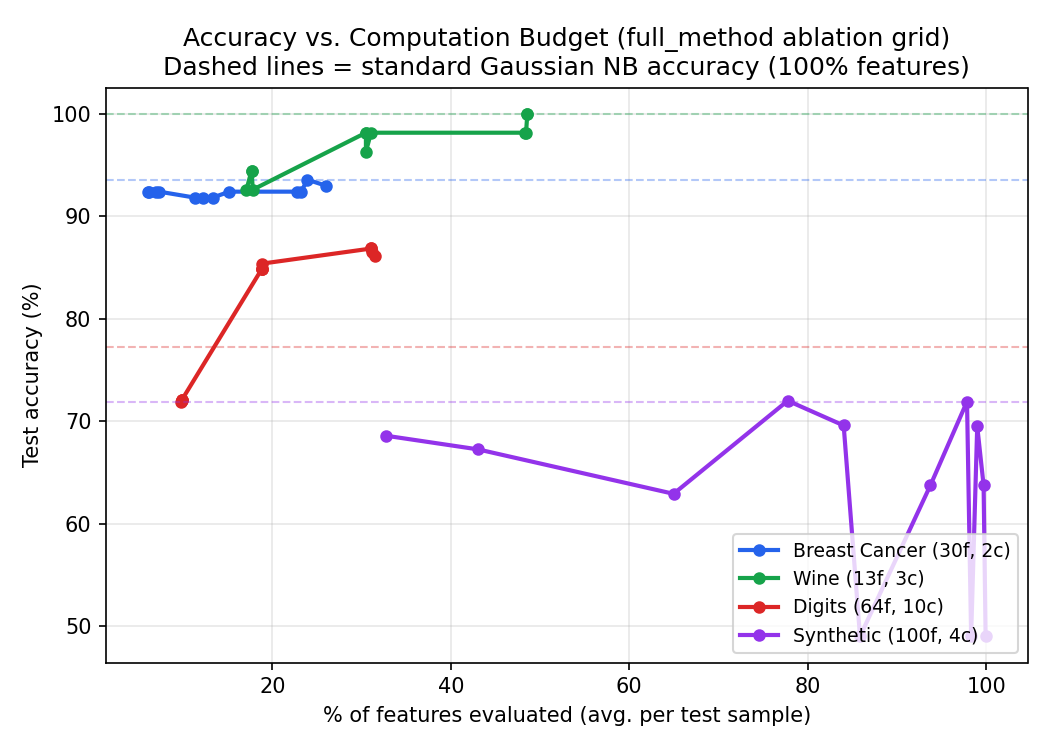 Accuracy vs. Computation Budget (full_method ablation grid)
Dashed lines = standard Gaussian NB accuracy (100% features)
Test accuracy (%)
100
90
80
70
60
50
Breast Cancer (30f, 2c)
Wine (13f, 3c)
Digits (64f, 10c)
Synthetic (100f, 4c)
20 40 60 80 100
% of features evaluated (avg. per test sample)